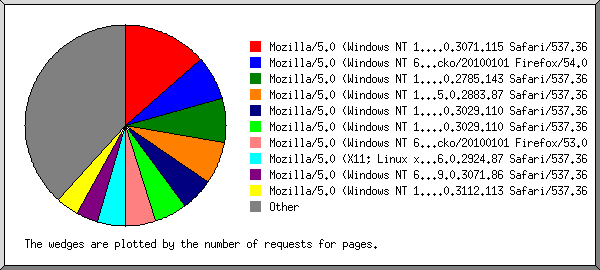 Mozilla/5.0 (Windows NT 1....0.3071.115 Safari/537.36
Mozilla/5.0 (Windows NT 6...cko/20100101 Firefox/54.0
Mozilla/5.0 (Windows NT 1....0.2785.143 Safari/537.36
Mozilla/5.0 (Windows NT 1...5.0.2883.87 Safari/537.36
Mozilla/5.0 (Windows NT 1....0.3029.110 Safari/537.36
Mozilla/5.0 (Windows NT 1....0.3029.110 Safari/537.36
Mozilla/5.0 (Windows NT 6...cko/20100101 Firefox/53.0
Mozilla/5.0 (X11; Linux x...6.0.2924.87 Safari/537.36
Mozilla/5.0 (Windows NT 6...9.0.3071.86 Safari/537.36
Mozilla/5.0 (Windows NT 1....0.3112.113 Safari/537.36
Other
The wedges are plotted by the number of requests for pages.